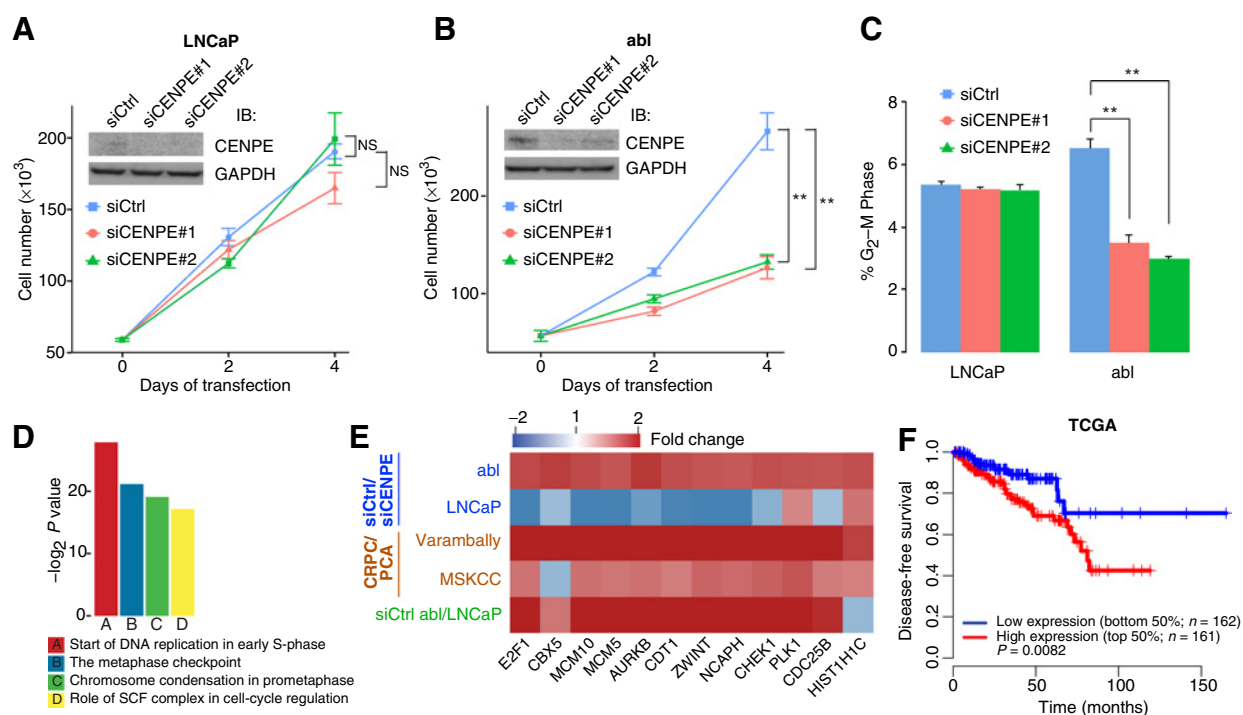 A
LNCaP
siCtrl
siCENPE#1
siCENPE#2
IB:
CENPE
GAPDH
NS
NS
siCtrl
siCENPE#1
siCENPE#2
Cell number (×10³)
200
150
100
50
0 2 4
Days of transfection
B
abl
siCtrl
siCENPE#1
siCENPE#2
IB:
CENPE
GAPDH
siCtrl
siCENPE#1
siCENPE#2
**
**
Cell number (×10³)
200
100
0 2 4
Days of transfection
C
siCtrl
siCENPE#1
siCENPE#2
**
**
% G₂–M Phase
8
6
4
2
0
LNCaP abl
D
–log₂ P value
20
10
0
A B C D
A Start of DNA replication in early S-phase
B The metaphase checkpoint
C Chromosome condensation in prometaphase
D Role of SCF complex in cell-cycle regulation
E
–2 1 2
Fold change
siCtrl/
siCENPE
CRPC/
PCA
abl
LNCaP
Varambally
MSKCC
siCtrl abl/LNCaP
E2F1
CBX5
MCM10
MCM5
AURKB
CDT1
ZWINT
NCAPH
CHEK1
PLK1
CDC25B
HIST1H1C
F
TCGA
Disease-free survival
1.0
0.8
0.6
0.4
0.2
0.0
Low expression (bottom 50%; n = 162)
High expression (top 50%; n = 161)
P = 0.0082
0 50 100 150
Time (months)